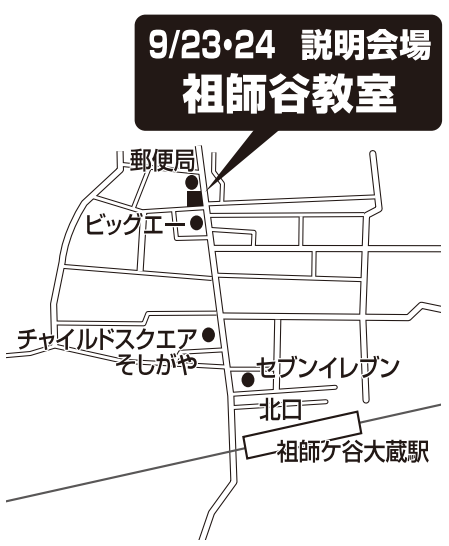 9/23・24 説明会場
祖師谷教室
郵便局
ビッグエー
チャイルドスクエア
そしがや
セブンイレブン
北口
祖師ケ谷大蔵駅